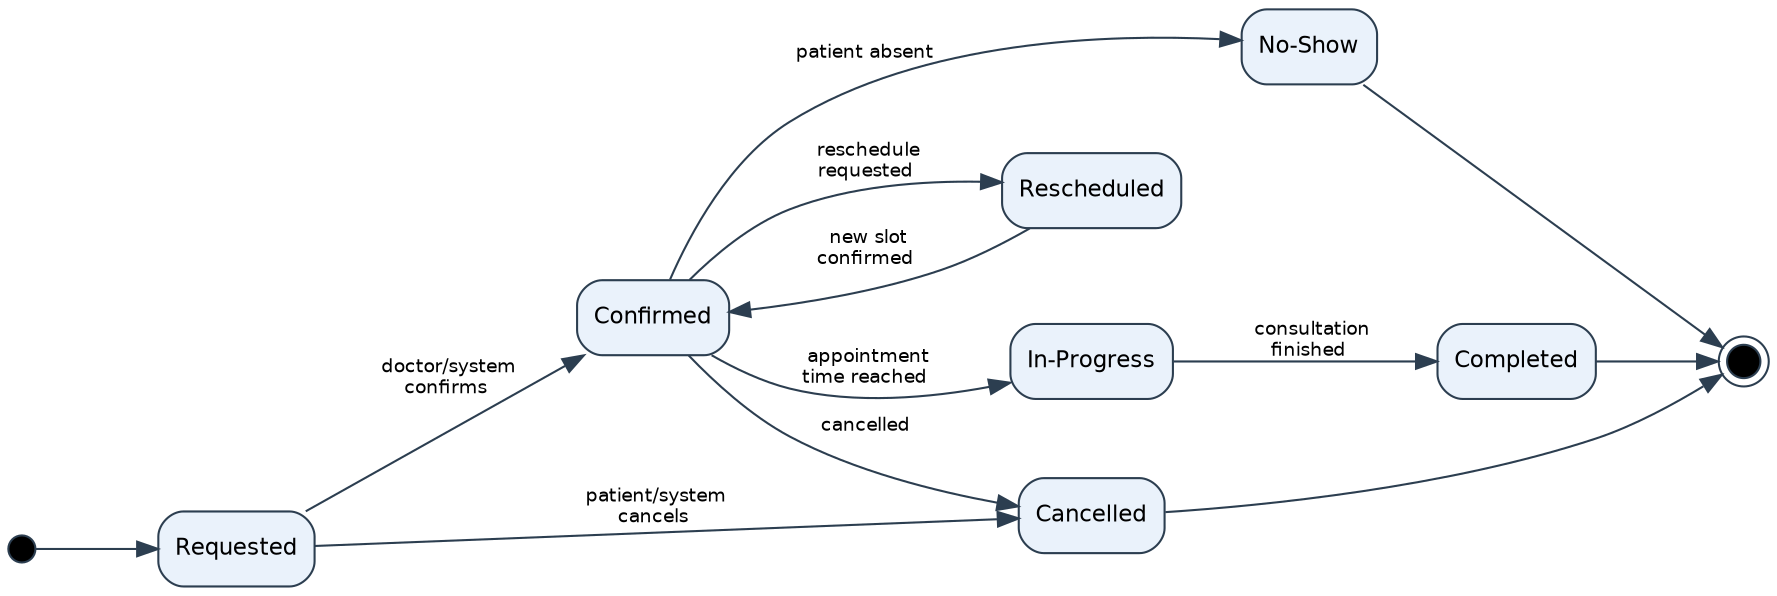 patient absent
No-Show
reschedule
requested
Rescheduled
new slot
confirmed
Confirmed
doctor/system
confirms
appointment
time reached
In-Progress
consultation
finished
Completed
cancelled
patient/system
cancels
Cancelled
Requested